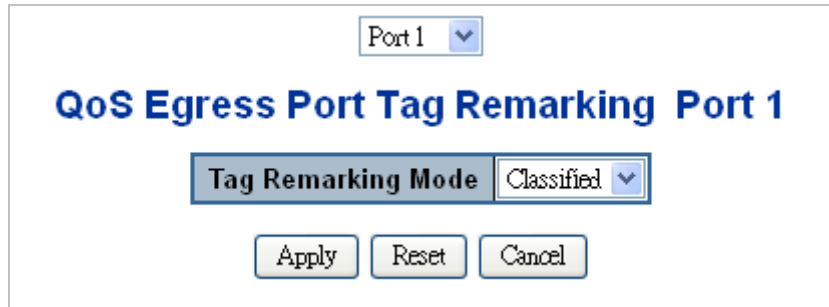 Port 1
QoS Egress Port Tag Remarking Port 1
Tag Remarking Mode Classified
Apply Reset Cancel